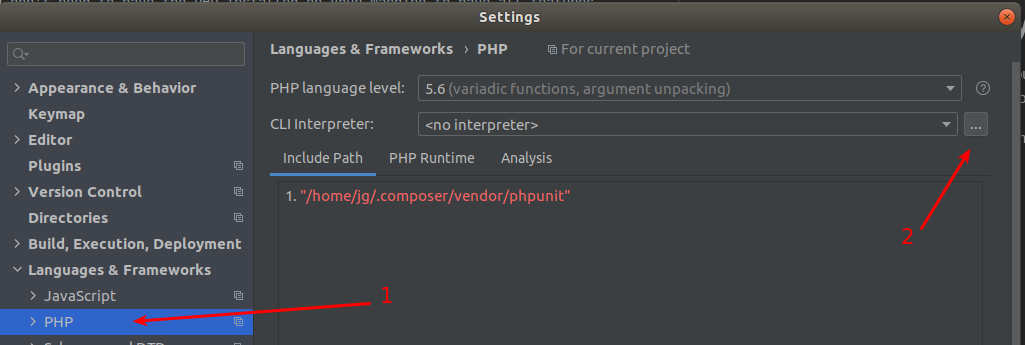 Settings
Languages & Frameworks › PHP
For current project
Appearance & Behavior
Keymap
Editor
Plugins
Version Control
Directories
Build, Execution, Deployment
Languages & Frameworks
JavaScript
PHP
PHP language level:
5.6 (variadic functions, argument unpacking)
?
CLI Interpreter:
<no interpreter>
...
Include Path
PHP Runtime
Analysis
1. "/home/jg/.composer/vendor/phpunit"
1
2